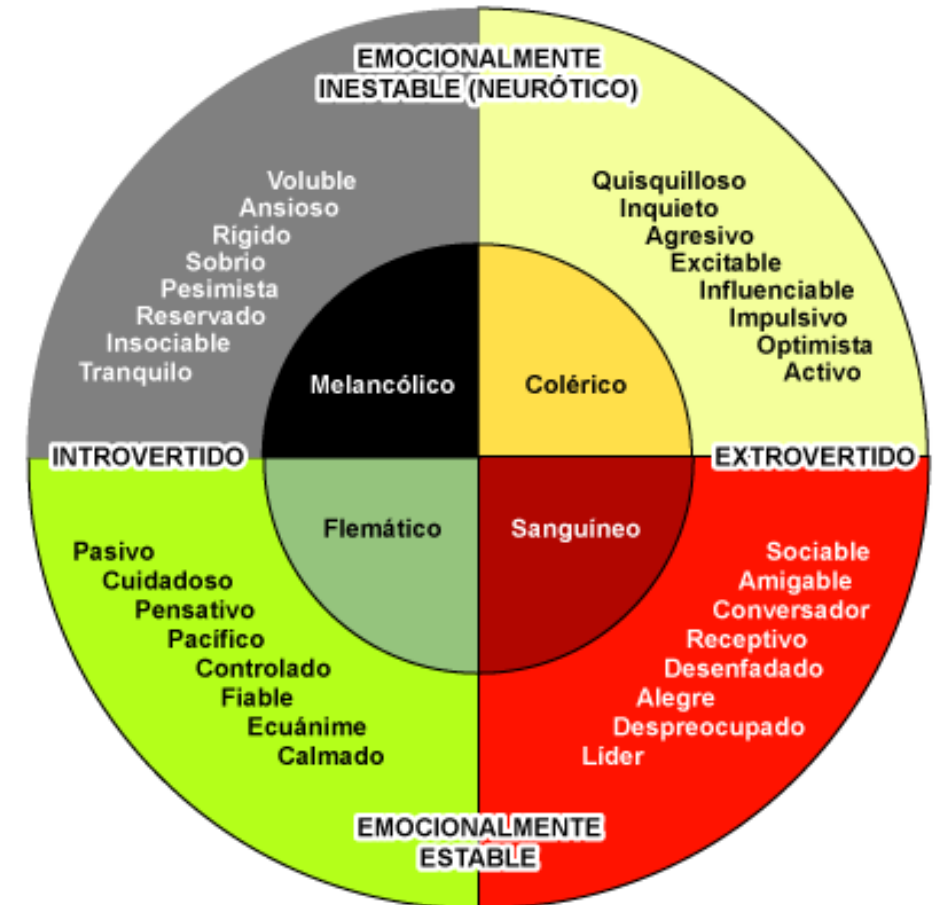 EMOCIONALMENTE
INESTABLE (NEURÓTICO)
Voluble
Ansioso
Rígido
Sobrio
Pesimista
Reservado
Insociable
Tranquilo
Quisquilloso
Inquieto
Agresivo
Excitable
Influenciable
Impulsivo
Optimista
Activo
Melancólico
Colérico
INTROVERTIDO
EXTROVERTIDO
Flemático
Sanguíneo
Pasivo
Cuidadoso
Pensativo
Pacífico
Controlado
Fiable
Ecuánime
Calmado
Sociable
Amigable
Conversador
Receptivo
Desenfadado
Alegre
Despreocupado
Líder
EMOCIONALMENTE
ESTABLE